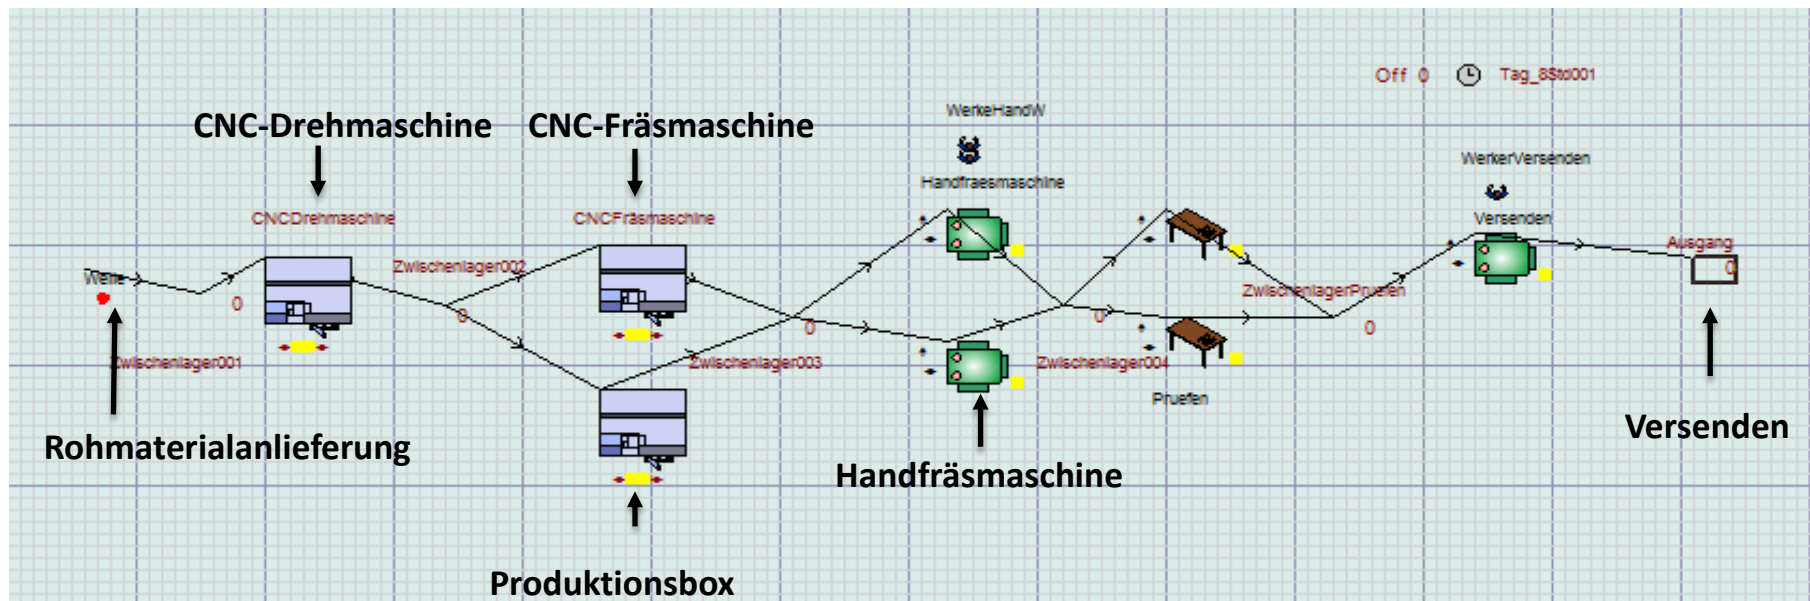 Off 0 Tag_8Std001
WerkeHandW
CNC-Drehmaschine CNC-Fräsmaschine
WerkerVersenden
Handfraesmaschine
CNCDrehmaschine CNCFräsmaschine Versenden
Ausgang
Zwischenlager002
Welle
0
ZwischenlagerPruefen
0
0
0
0
0
Zwischenlager001 Zwischenlager003 Zwischenlager004
Pruefen
Rohmaterialanlieferung Versenden
Handfräsmaschine
Produktionsbox